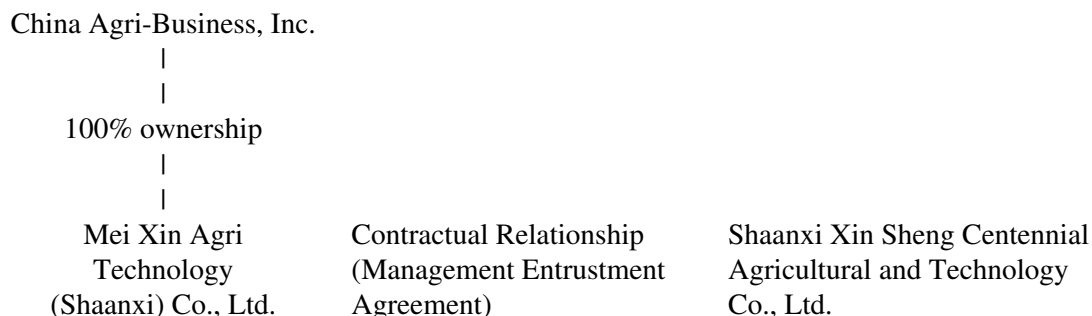 China Agri-Business, Inc.
|
|
100% ownership
|
|
Mei Xin Agri Technology (Shaanxi) Co., Ltd.
Contractual Relationship (Management Entrustment Agreement)
Shaanxi Xin Sheng Centennial Agricultural and Technology Co., Ltd.